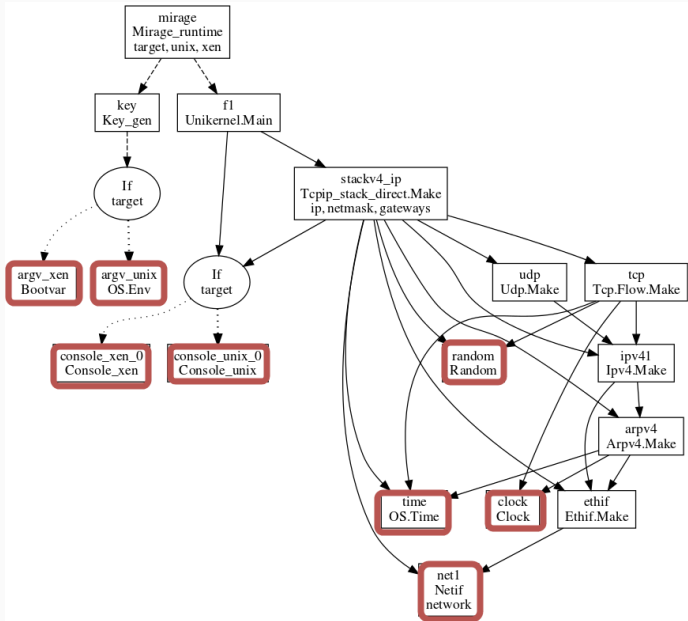 mirage
Mirage_runtime
target, unix, xen
key
Key_gen
f1
Unikernel.Main
If
target
stackv4_ip
Tcpip_stack_direct.Make
ip, netmask, gateways
argv_xen
Bootvar
argv_unix
OS.Env
If
target
udp
Udp.Make
tcp
Tcp.Flow.Make
console_xen_0
Console_xen
console_unix_0
Console_unix
random
Random
ipv41
Ipv4.Make
arpv4
Arpv4.Make
time
OS.Time
clock
Clock
ethif
Ethif.Make
net1
Netif
network